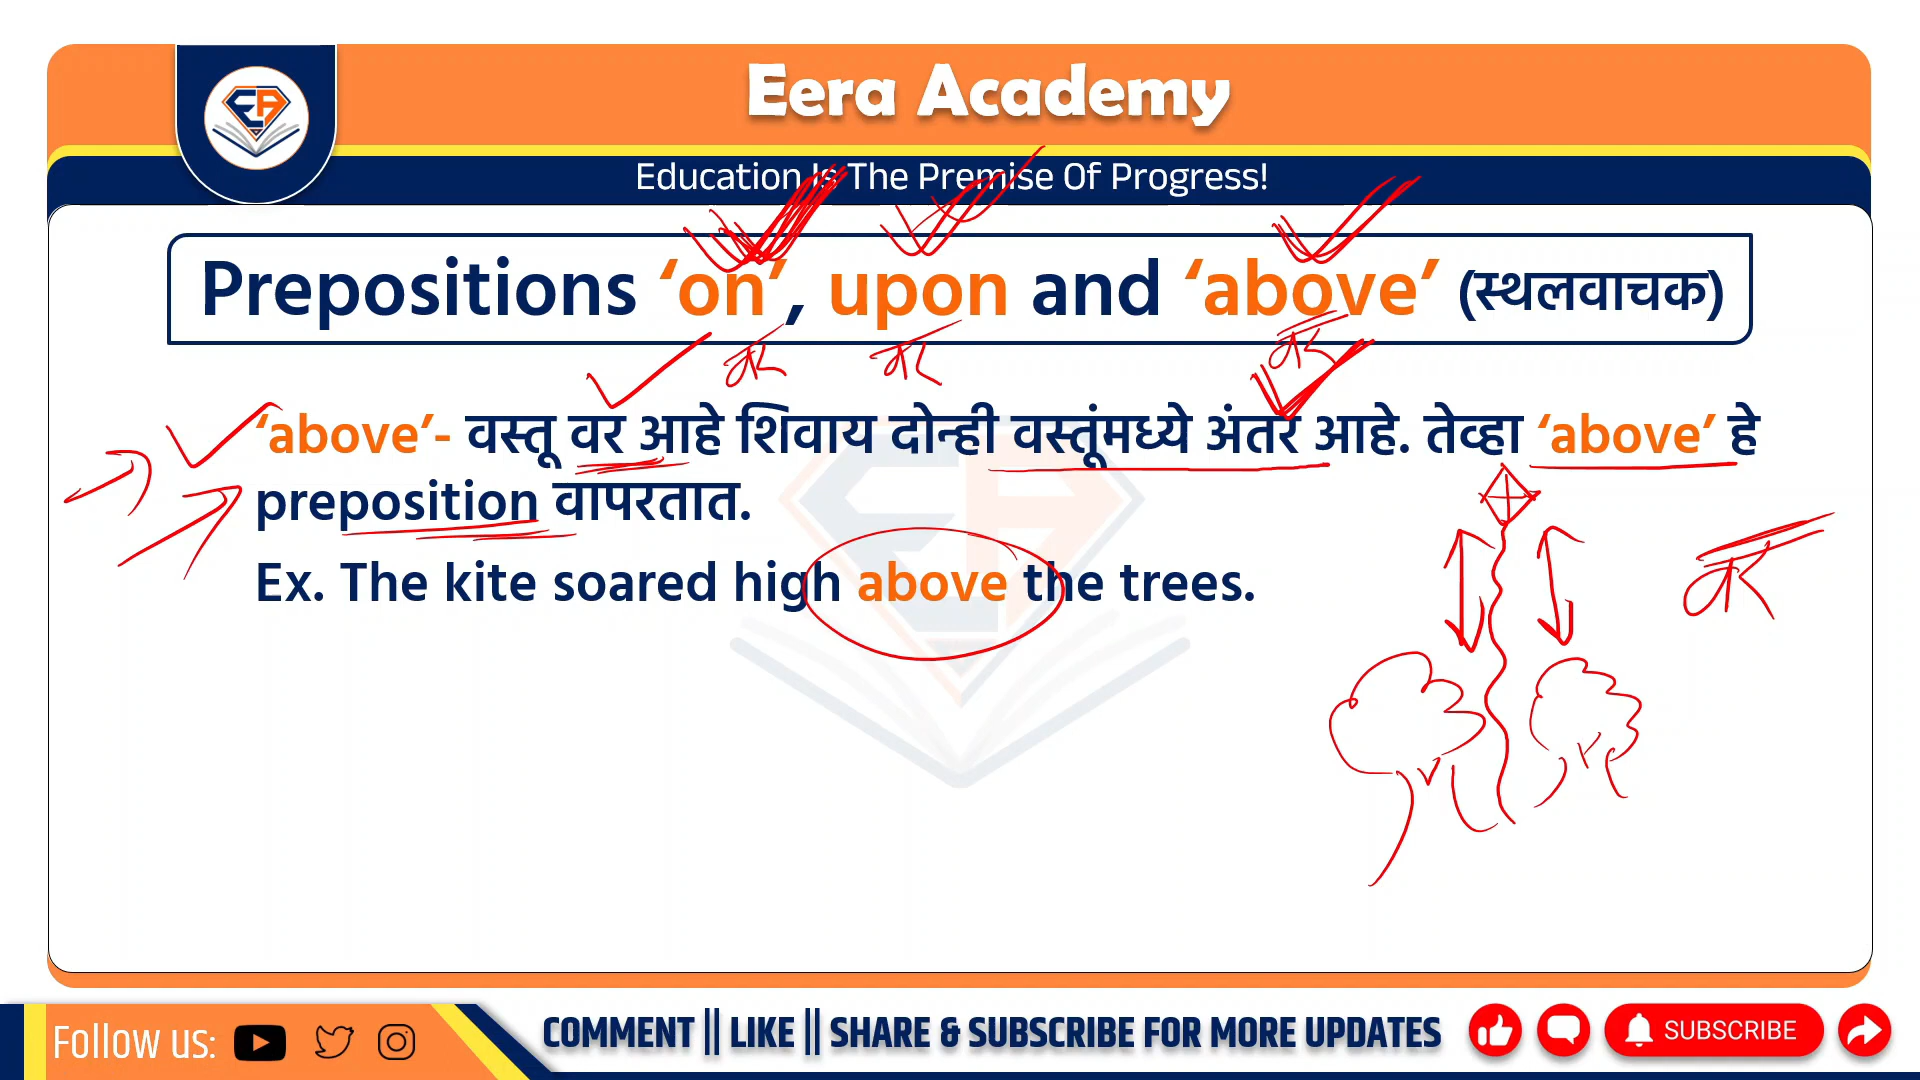 Eera Academy
Education Is The Premise Of Progress!
Prepositions ‘on’, upon and ‘above’ (स्थलवाचक)
वर वर वर
‘above’- वस्तू वर आहे शिवाय दोन्ही वस्तूंमध्ये अंतर आहे. तेव्हा ‘above’ हे
preposition वापरतात.
वर
Ex. The kite soared high above the trees.
Follow us:
COMMENT || LIKE || SHARE & SUBSCRIBE FOR MORE UPDATES
SUBSCRIBE